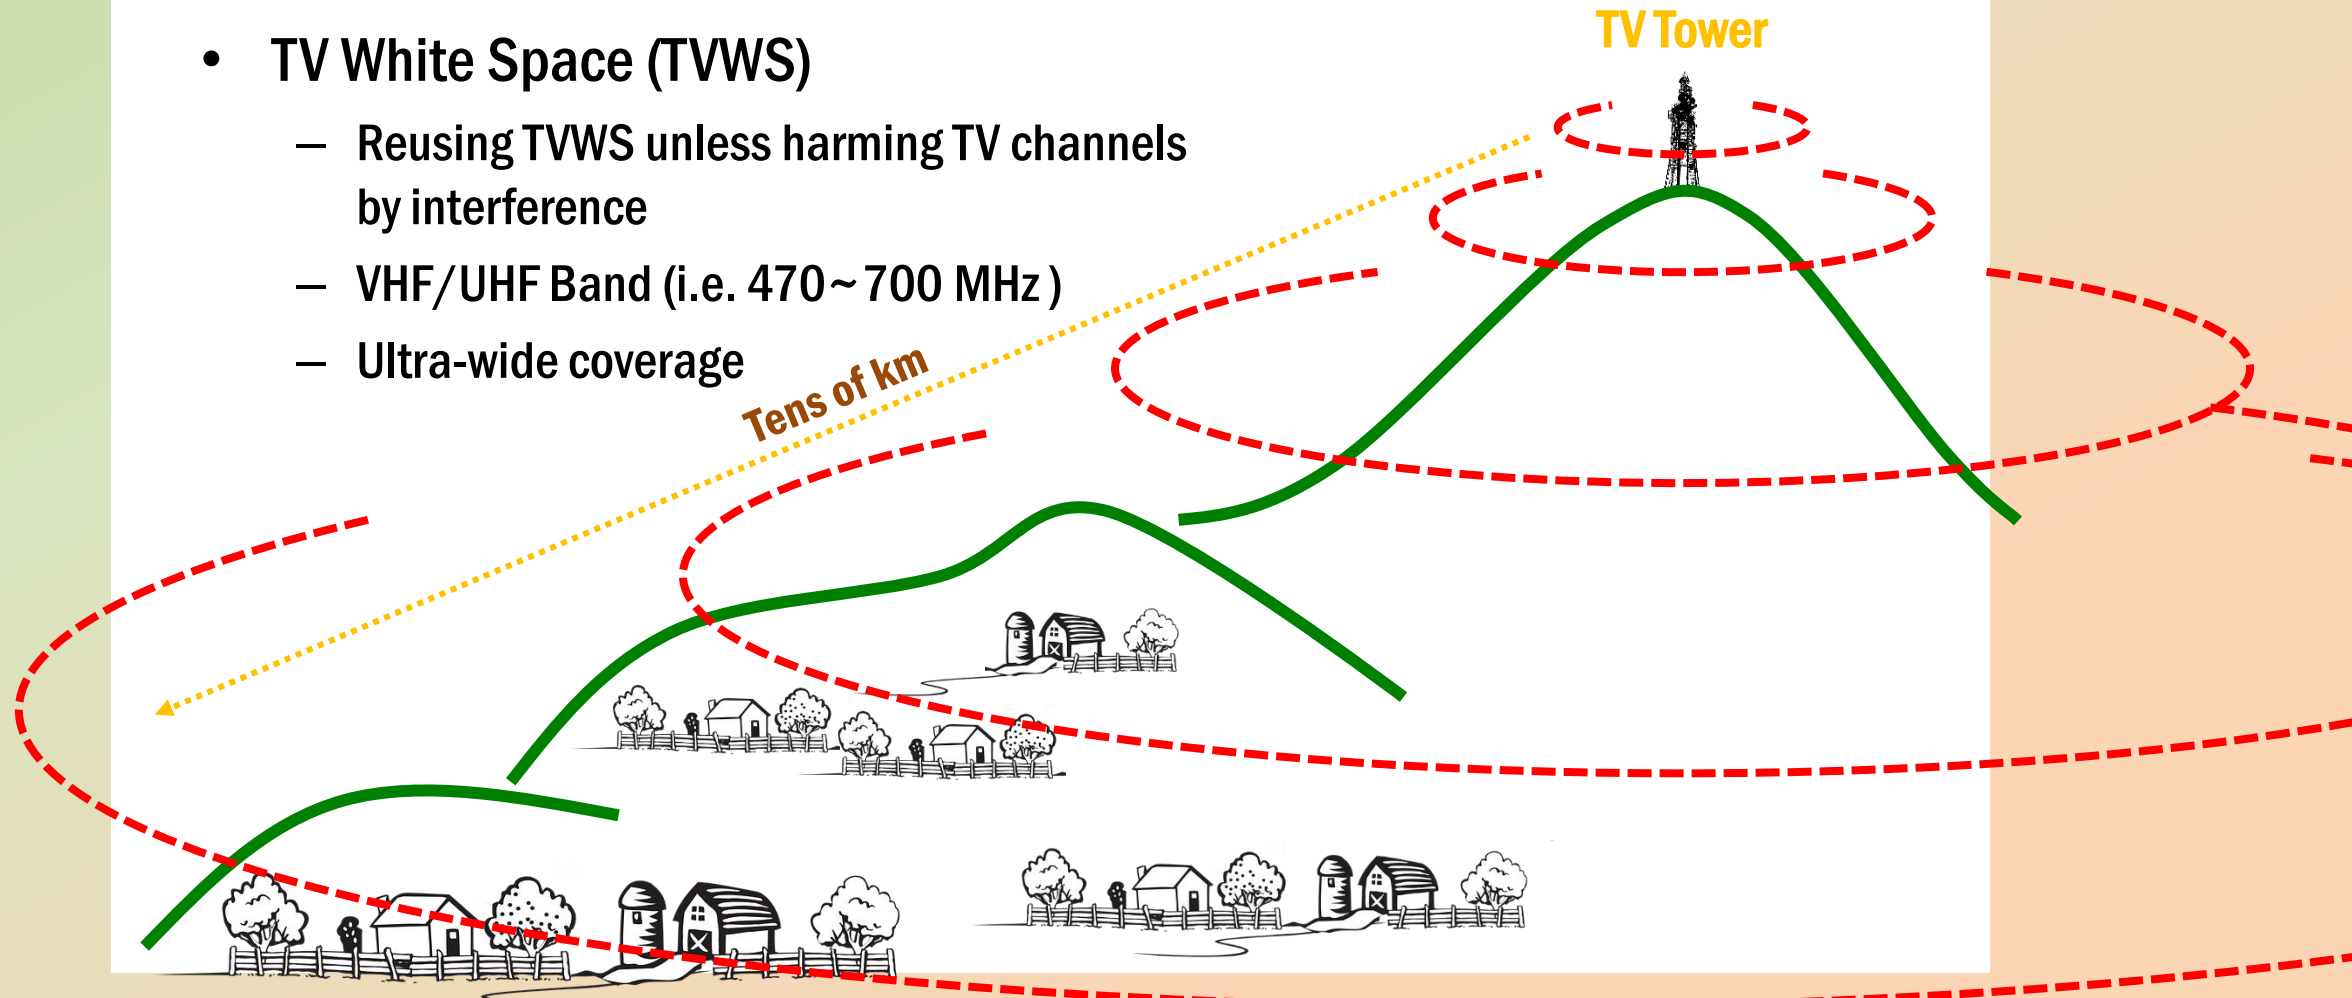 TV Tower
• TV White Space (TVWS)
– Reusing TVWS unless harming TV channels
by interference
– VHF/UHF Band (i.e. 470~700 MHz )
– Ultra-wide coverage
Tens of km